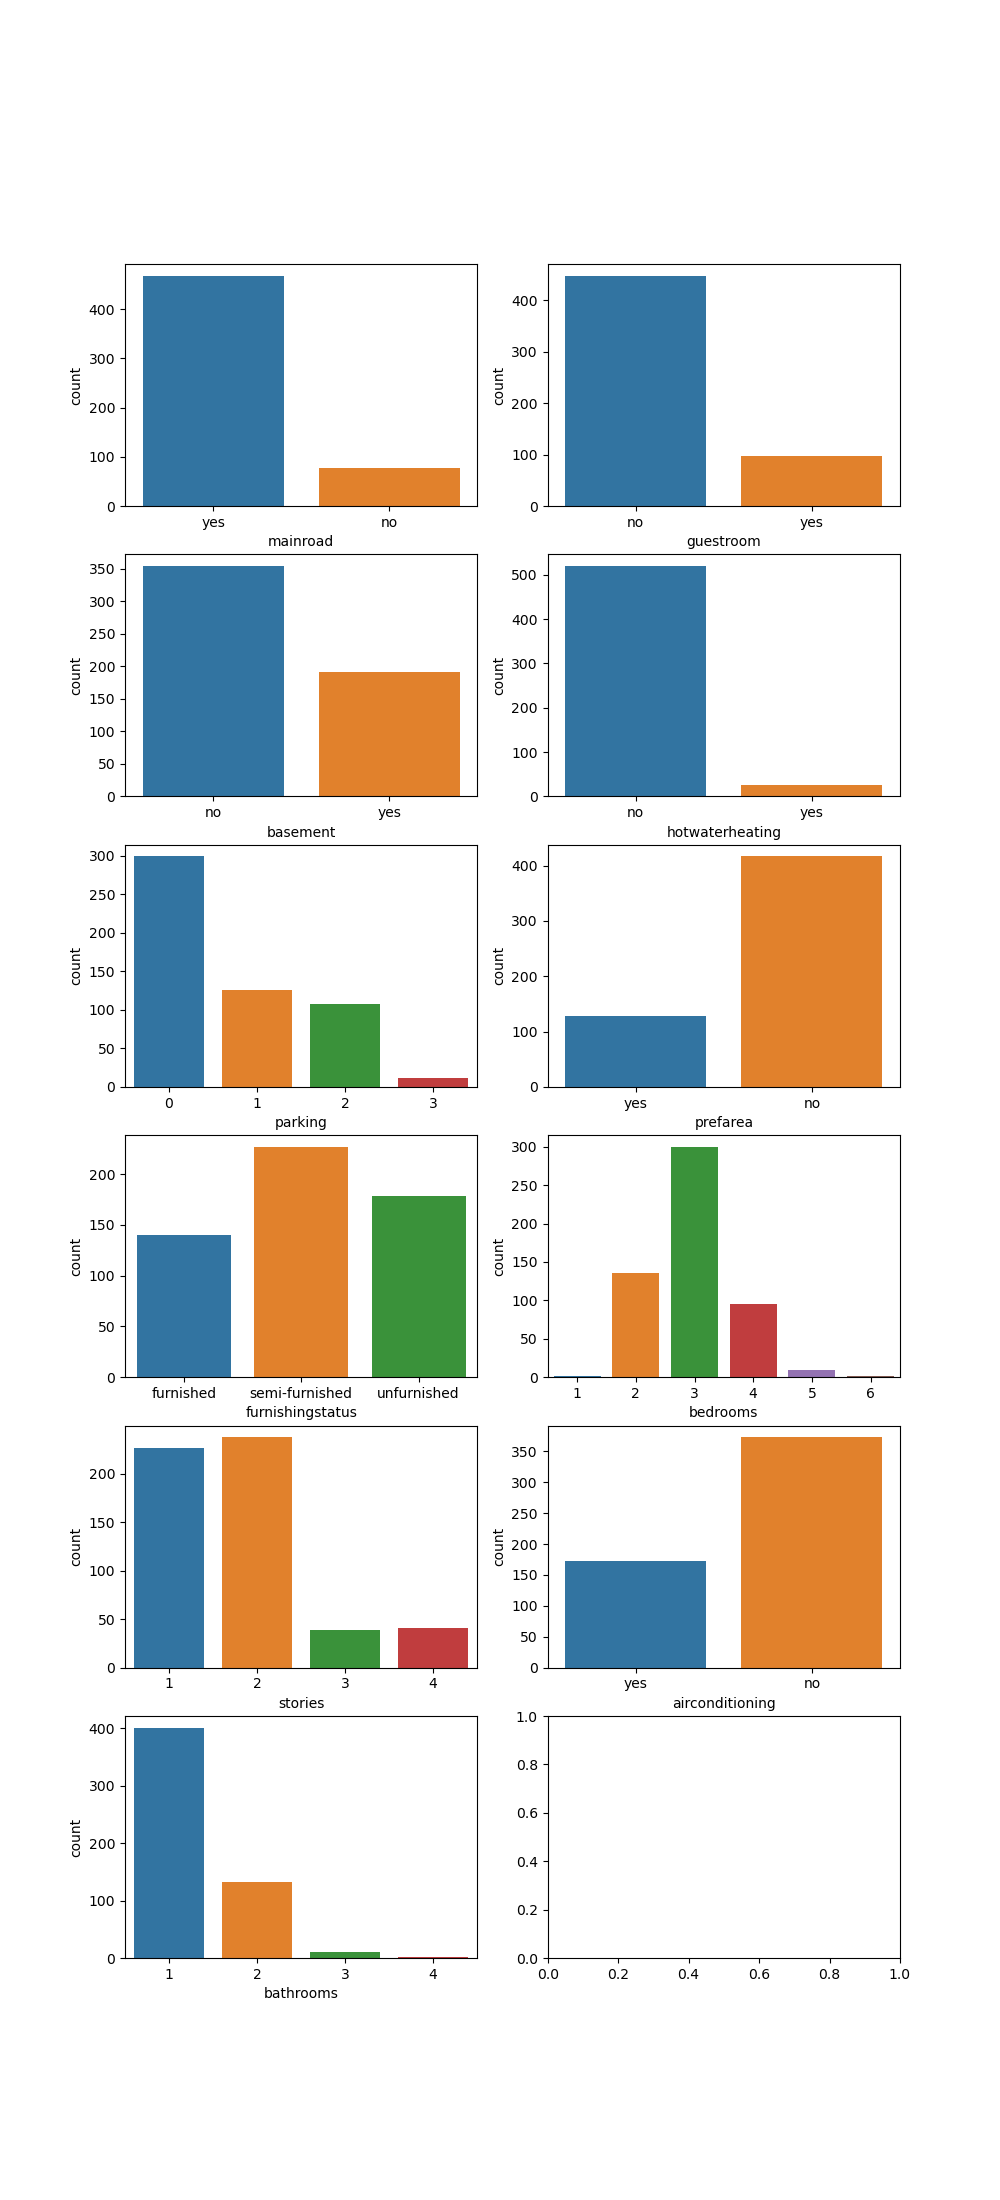 400
300
200
100
0
count
yes no
mainroad
400
300
200
100
0
count
no yes
guestroom
350
300
250
200
150
100
50
0
count
no yes
basement
500
400
300
200
100
0
count
no yes
hotwaterheating
300
250
200
150
100
50
0
count
0 1 2 3
parking
400
300
200
100
0
count
yes no
prefarea
200
150
100
50
0
count
furnished semi-furnished unfurnished
furnishingstatus
300
250
200
150
100
50
0
count
1 2 3 4 5 6
bedrooms
200
150
100
50
0
count
1 2 3 4
stories
350
300
250
200
150
100
50
0
count
yes no
airconditioning
400
300
200
100
0
count
1 2 3 4
bathrooms
1.0
0.8
0.6
0.4
0.2
0.0
0.0 0.2 0.4 0.6 0.8 1.0